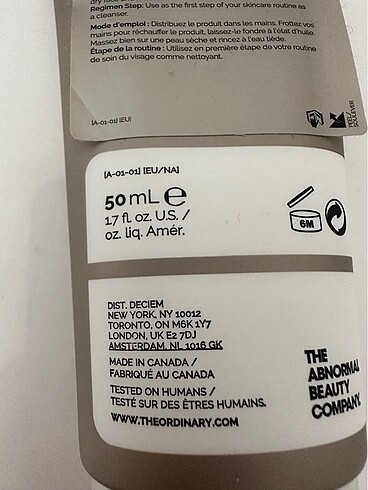 Regimen Step: Use as the first step of your skincare routine as
a cleanser.
Mode d'emploi : Distribuez le produit dans les mains. Frottez vos
mains pour réchauffer le produit, laissez-le fondre à l'état d'huile.
Massez bien sur une peau sèche et rincez à l'eau tiède.
Étape de la routine : Utilisez en première étape de votre routine
de soin du visage comme nettoyant.
[A-01-01] [EU]
PEEL/
SOULEVER
[A-01-01] [EU/NA]
50 mL e
1.7 fl. oz. U.S. /
oz. liq. Amér.
6M
DIST. DECIEM
NEW YORK, NY 10012
TORONTO, ON M6K 1Y7
LONDON, UK E2 7DJ
AMSTERDAM, NL 1016 GK
MADE IN CANADA /
FABRIQUÉ AU CANADA
TESTED ON HUMANS /
TESTÉ SUR DES ÊTRES HUMAINS.
WWW.THEORDINARY.COM
THE
ABNORMAL
BEAUTY
COMPANY.